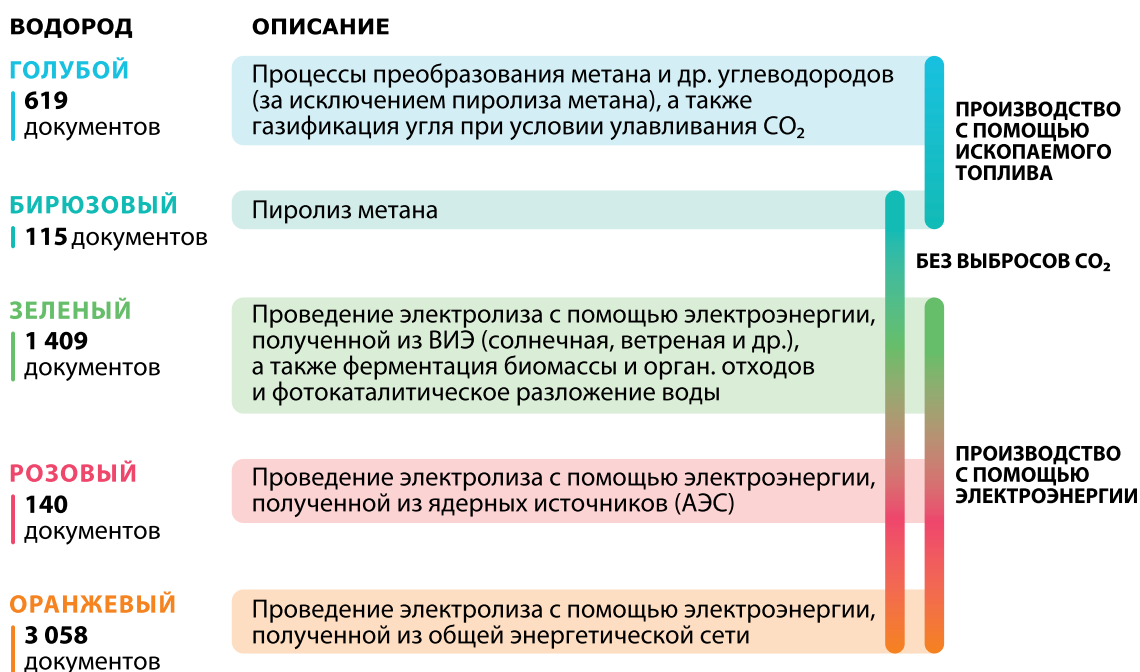 ВОДОРОД
ОПИСАНИЕ
ГОЛУБОЙ
619
документов
Процессы преобразования метана и др. углеводородов
(за исключением пиролиза метана), а также
газификация угля при условии улавливания CO₂
ПРОИЗВОДСТВО
С ПОМОЩЬЮ
ИСКОПАЕМОГО
ТОПЛИВА
БИРЮЗОВЫЙ
115 документов
Пиролиз метана
БЕЗ ВЫБРОСОВ CO₂
ЗЕЛЕНЫЙ
1 409
документов
Проведение электролиза с помощью электроэнергии,
полученной из ВИЭ (солнечная, ветреная и др.),
а также ферментация биомассы и орган. отходов
и фотокаталитическое разложение воды
ПРОИЗВОДСТВО
С ПОМОЩЬЮ
ЭЛЕКТРОЭНЕРГИИ
РОЗОВЫЙ
140
документов
Проведение электролиза с помощью электроэнергии,
полученной из ядерных источников (АЭС)
ОРАНЖЕВЫЙ
3 058
документов
Проведение электролиза с помощью электроэнергии,
полученной из общей энергетической сети